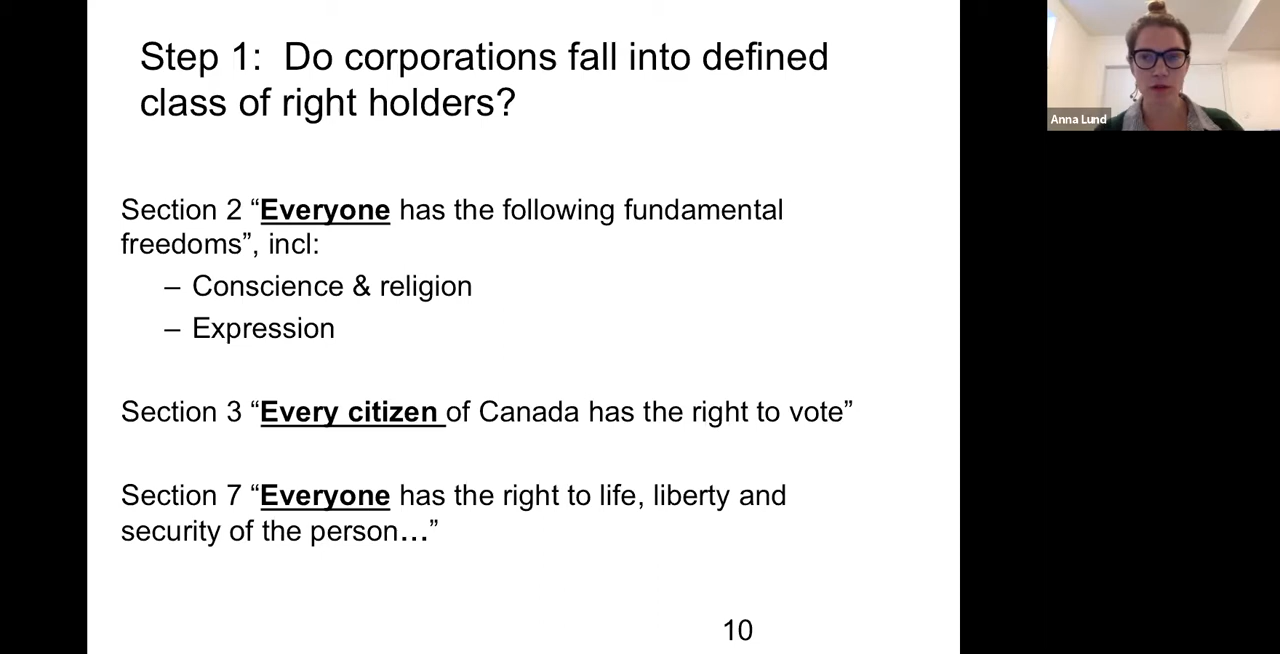 Step 1: Do corporations fall into defined
class of right holders?
Anna Lund
Section 2 “Everyone has the following fundamental
freedoms”, incl:
– Conscience & religion
– Expression
Section 3 “Every citizen of Canada has the right to vote”
Section 7 “Everyone has the right to life, liberty and
security of the person…”
10